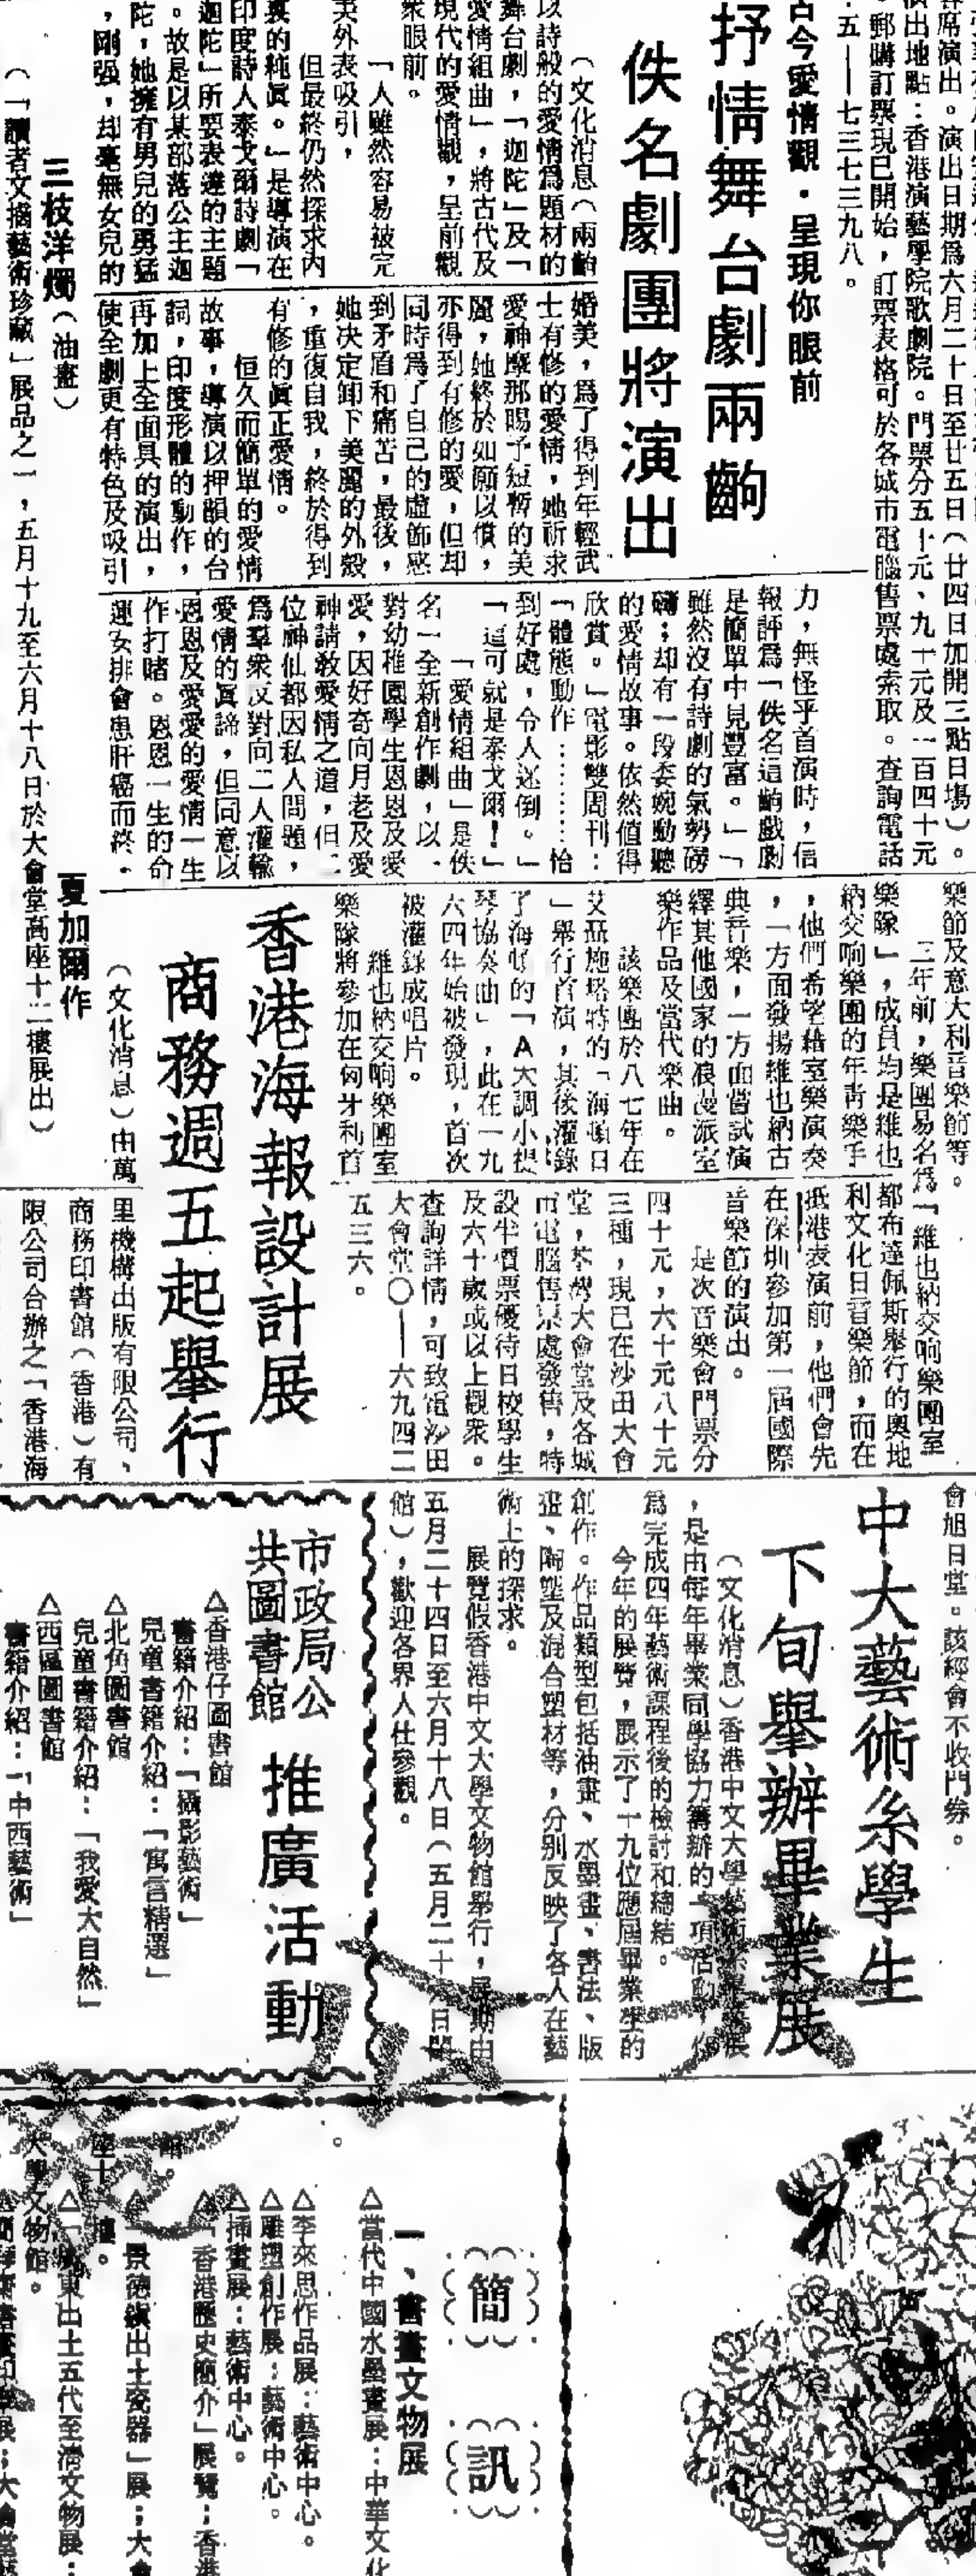 客席演出。演出日期爲六月二十日至廿五日(廿四日加開三點日場)。
演出地點:香港演藝學院歌劇院。門票分五十元、九十元及一百四十元
,郵購訂票現已開始,訂票表格可於各城市電腦售票處索取。查詢電話
:五——七三七七三九八。
古今愛情觀・呈現你眼前
抒情舞台劇兩齣
佚名劇團將演出
(文化消息)兩齣
以詩般的愛情爲題材的
舞台劇,「迦陀」及「
愛情組曲」,將古代及
現代的愛情觀,呈前觀
衆眼前。
「人雖然容易被完
美外表吸引,
但最終仍然探求內
裏的純眞。」是導演在
印度詩人泰戈爾詩劇「
迦陀」所要表達的主題
。故是以某部落公主迦
陀,她擁有男兒的勇猛
,剛强,却毫無女兒的
婚美,爲了得到年輕武
士有修的愛情,她祈求
愛神摩那賜予短暫的美
麗,她終於如願以償,
亦得到有修的愛,但却
同時爲了自己的虛飾感
到矛盾和痛苦,最後,
她决定卸下美麗的外殼
,重復自我,終於得到
有修的眞正愛情。
恒久而簡單的愛情
故事,導演以押韻的台
詞,印度形體的動作,
再加上全面具的演出,
使全劇更有特色及吸引
力,無怪乎首演時,信
報評爲「佚名這齣戲劇
是簡單中見豐富。」「
雖然沒有詩劇的氣勢磅
礴;却有一段委婉動聽
的愛情故事。依然值得
欣賞。」電影雙周刊:
「體態動作………恰
到好處,令人迷倒。」
「這可就是泰戈爾!」
「愛情組曲」是佚
名一全新創作劇,以一
對幼稚園學生恩恩及愛
愛,因好奇向月老及愛
神請敎愛情之道,但二
位神仙都因私人問題,
爲羣衆反對向二人灌輸
愛情的眞諦,但同意以
恩恩及愛愛的愛情一生
作打賭。恩恩一生的命
運安排會患肝癌而終。
三枝洋燭(油畫)
夏加爾作
(「讀者文摘藝術珍藏」展品之一,五月十九至六月十八日於大會堂高座十二樓展出)
樂節及意大利音樂節等。
三年前,樂團易名爲「維也納交响樂團室
樂隊」,成員均是維也
納交响樂團的年靑樂手
,他們希望藉室樂演奏
,一方面發揚維也納古
典音樂,一方面嘗試演
繹其他國家的浪漫派室
樂作品及當代樂曲。
該樂團於八七年在
艾森施塔特的「海頓日
」舉行首演,其後灌錄
了海頓的「A大調小提
琴協奏曲」,此在一九
六四年始被發現,首次
被灌錄成唱片。
維也納交响樂團室
樂隊將參加在匈牙利首
都布達佩斯舉行的奧地
利文化日音樂節,而在
抵港表演前,他們會先
在深圳參加第一屆國際
音樂節的演出。
是次音樂會門票分
四十元,六十元八十元
三種,現已在沙田大會
堂,荃灣大會堂及各城
市電腦售票處發售,特
設半價票優待日校學生
及六十歲或以上觀衆。
查詢詳情,可致電沙田
大會堂〇——六九四二
五三六。
香港海報設計展
商務週五起舉行
(文化消息)由萬
里機構出版有限公司、
商務印書館(香港)有
限公司合辦之「香港海
會旭日堂。該經會不收門券。
中大藝術系學生
下旬舉辦畢業展
(文化消息)香港中文大學藝術系畢業展
,是由每年畢業同學協力籌辦的一項活動,作
爲完成四年藝術課程後的檢討和總結。
今年的展覽,展示了十九位應屆畢業生的
創作。作品類型包括油畫、水墨畫、書法、版
畫、陶塑及混合塑材等,分別反映了各人在藝
術上的探求。
展覽假香港中文大學文物館舉行,展期由
五月二十四日至六月十八日(五月二十 日閉
館),歡迎各界人仕參觀。
市政局公
共圖書館
推廣活動
△香港仔圖書館
書籍介紹:「攝影藝術」
兒童書籍介紹:「寓言精選」
△北角圖書館
兒童書籍介紹:「我愛大自然」
△西區圖書館
書籍介紹:「中西藝術」
簡訊
一、書畫文物展
△當代中國水墨畫展:中華文化
。
△李來思作品展:藝術中心。
△雕塑創作展:藝術中心。
△插畫展:藝術中心。
△「香港歷史簡介」展覽;香港
館。
△「景德鎮出土瓷器」展;大會
座十 樓。
△「廣東出土五代至清文物展:
大學文物館。